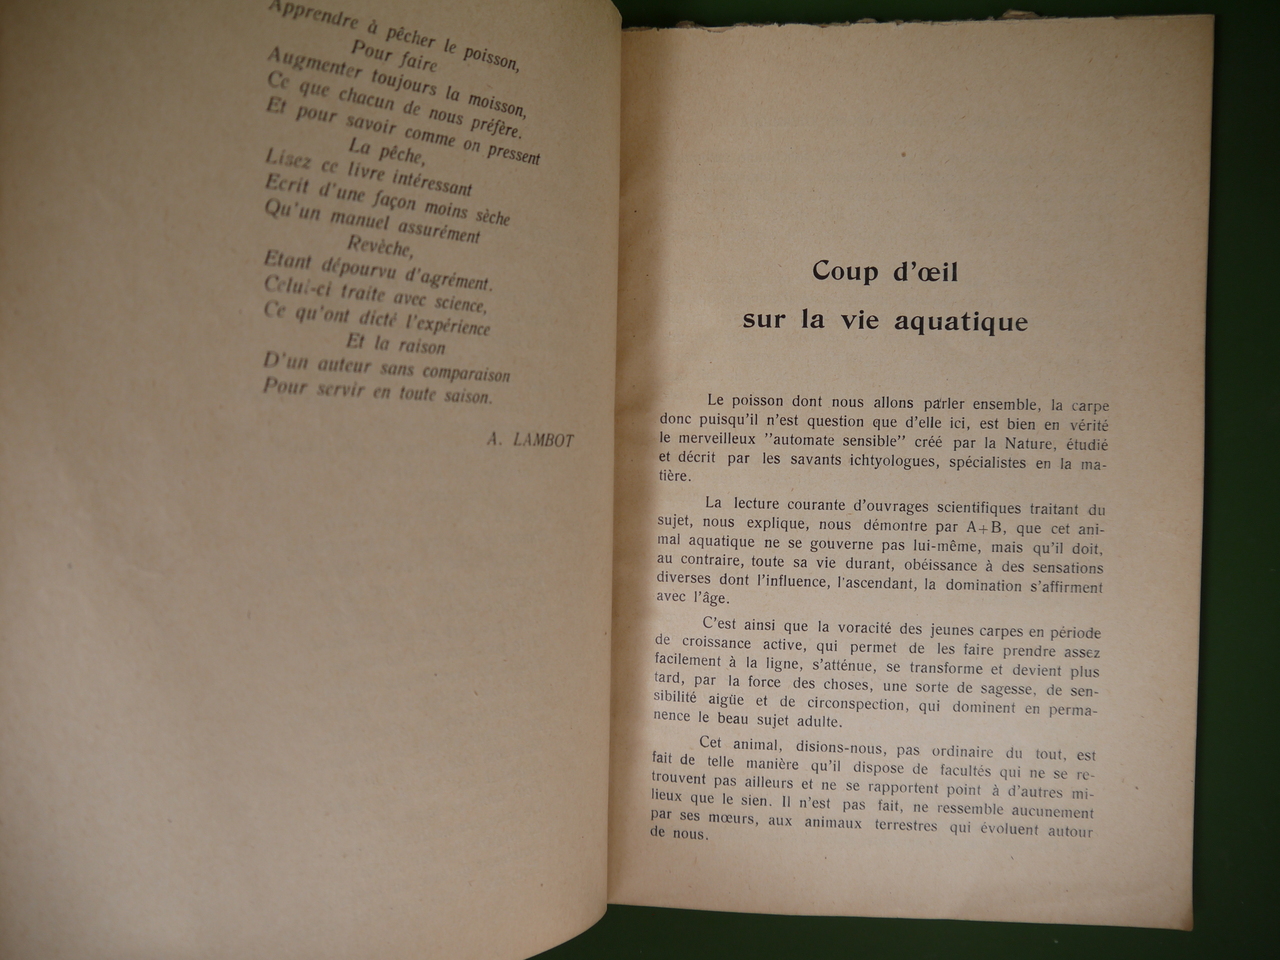 Apprendre à pêcher le poisson,
Pour faire
Augmenter toujours la moisson,
Ce que chacun de nous préfère.
Et pour savoir comme on pressent
La pêche,
Lisez ce livre intéressant
Ecrit d'une façon moins sèche
Qu'un manuel assurément
Revêche,
Etant dépourvu d'agrément.
Celui-ci traite avec science,
Ce qu'ont dicté l'expérience
Et la raison
D'un auteur sans comparaison
Pour servir en toute saison.
A. LAMBOT
Coup d'œil
sur la vie aquatique
Le poisson dont nous allons parler ensemble, la carpe
donc puisqu'il n'est question que d'elle ici, est bien en vérité
le merveilleux "automate sensible" créé par la Nature, étudié
et décrit par les savants ichtyologues, spécialistes en la ma-
tière.
La lecture courante d'ouvrages scientifiques traitant du
sujet, nous explique, nous démontre par A+B, que cet ani-
mal aquatique ne se gouverne pas lui-même, mais qu'il doit,
au contraire, toute sa vie durant, obéissance à des sensations
diverses dont l'influence, l'ascendant, la domination s'affirment
avec l'âge.
C'est ainsi que la voracité des jeunes carpes en période
de croissance active, qui permet de les faire prendre assez
facilement à la ligne, s'atténue, se transforme et devient plus
tard, par la force des choses, une sorte de sagesse, de sen-
sibilité aigüe et de circonspection, qui dominent en perma-
nence le beau sujet adulte.
Cet animal, disions-nous, pas ordinaire du tout, est
fait de telle manière qu'il dispose de facultés qui ne se re-
trouvent pas ailleurs et ne se rapportent point à d'autres mi-
lieux que le sien. Il n'est pas fait, ne ressemble aucunement
par ses mœurs, aux animaux terrestres qui évoluent autour
de nous.